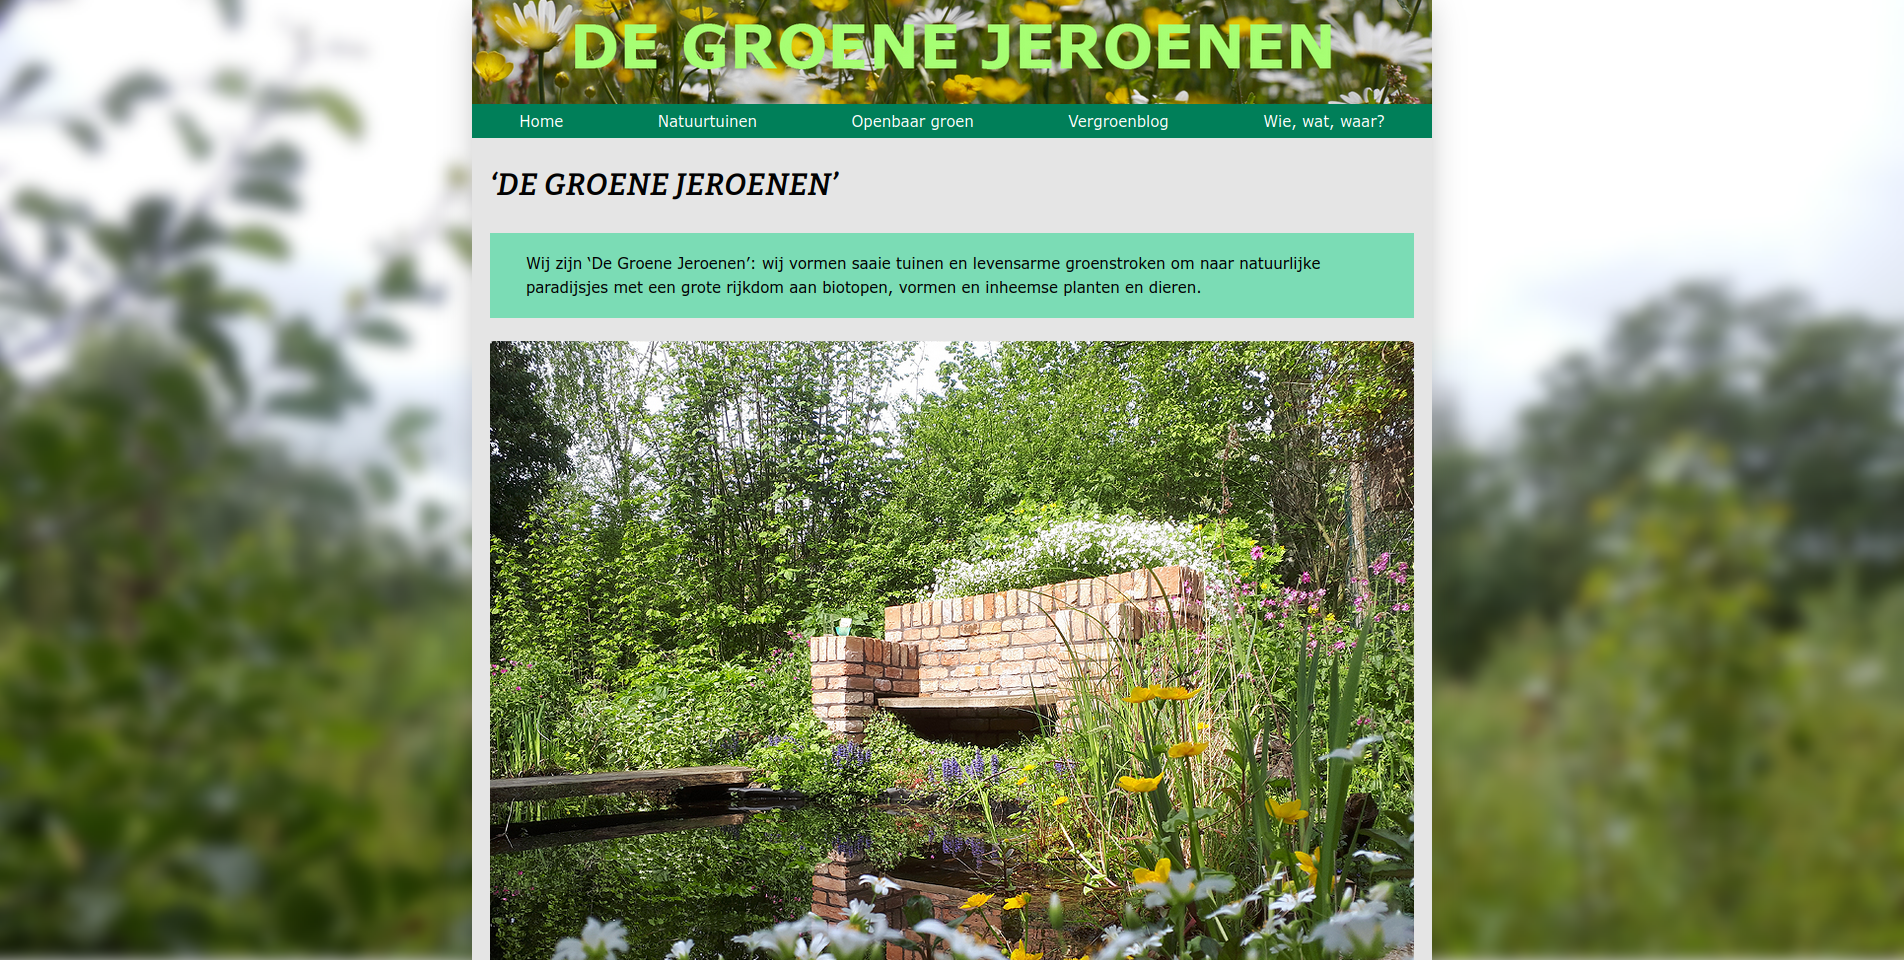 DE GROENE JEROENEN
Home Natuurtuinen Openbaar groen Vergroenblog Wie, wat, waar?
‘DE GROENE JEROENEN’
Wij zijn ‘De Groene Jeroenen’: wij vormen saaie tuinen en levensarme groenstroken om naar natuurlijke
paradijsjes met een grote rijkdom aan biotopen, vormen en inheemse planten en dieren.